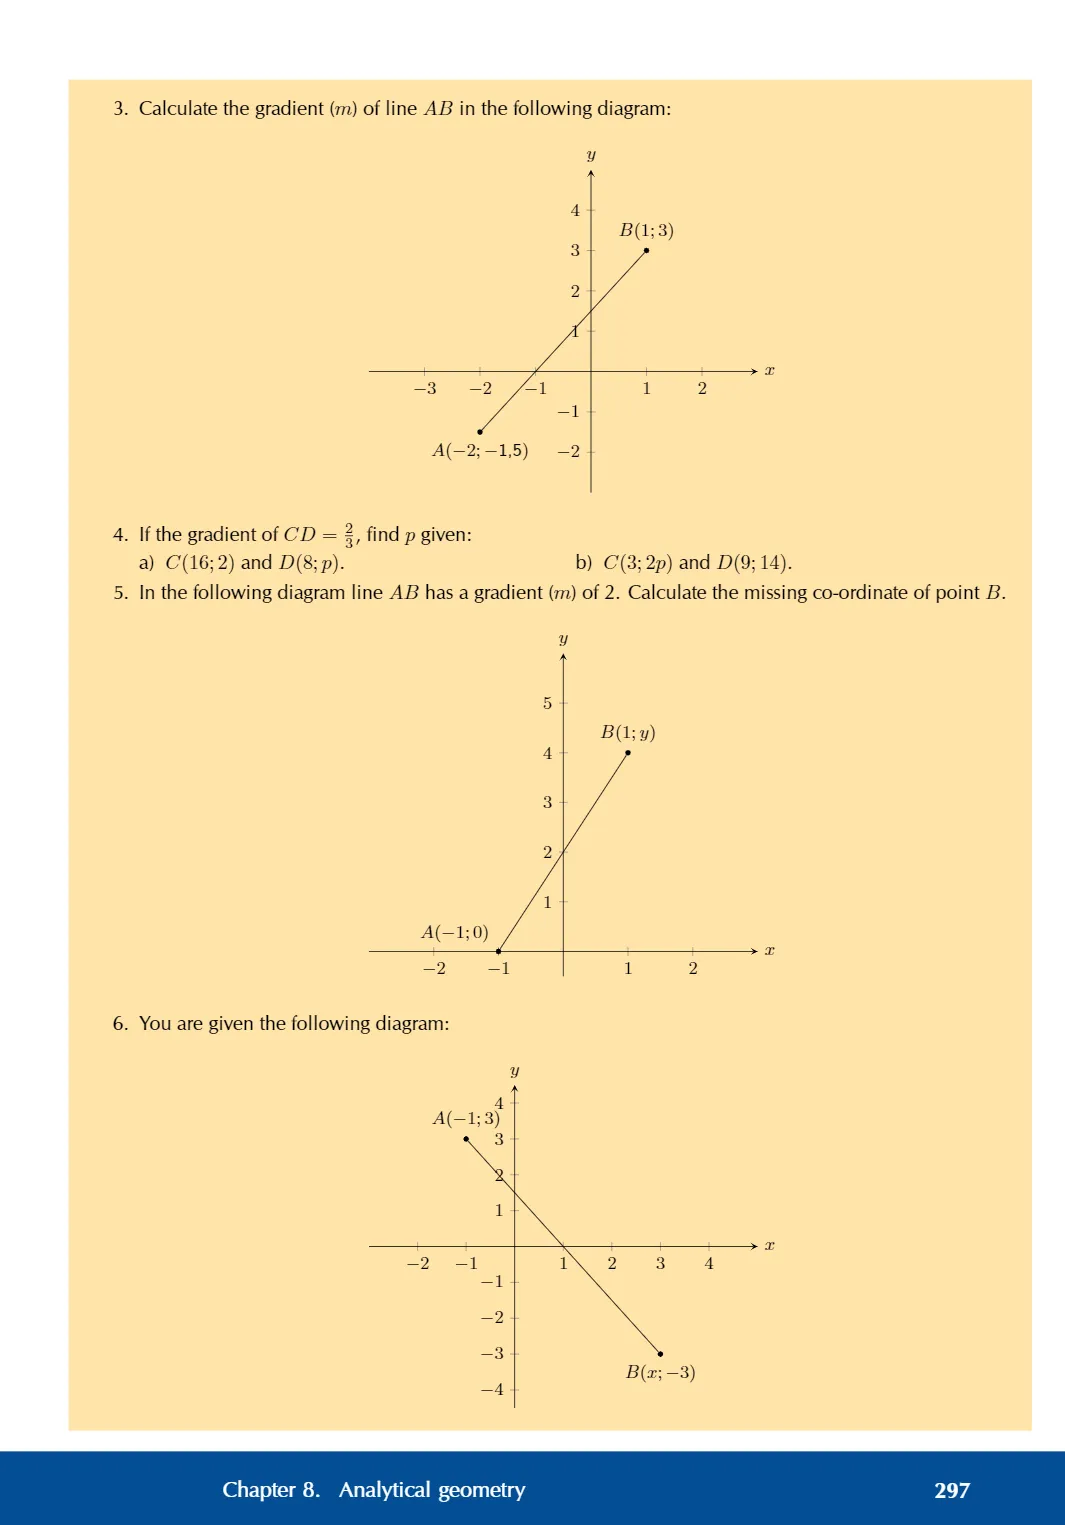 3. Calculate the gradient (m) of line AB in the following diagram:
y
4
B(1; 3)
3
2
1
x
−3 −2 −1 1 2
−1
A(−2; −1,5) −2
4. If the gradient of CD = 2/3, find p given:
a) C(16; 2) and D(8; p). b) C(3; 2p) and D(9; 14).
5. In the following diagram line AB has a gradient (m) of 2. Calculate the missing co-ordinate of point B.
y
5
B(1; y)
4
3
2
1
A(−1; 0)
x
−2 −1 1 2
6. You are given the following diagram:
y
4
A(−1; 3)
3
2
1
x
−2 −1 1 2 3 4
−1
−2
−3
B(x; −3)
−4
Chapter 8. Analytical geometry 297